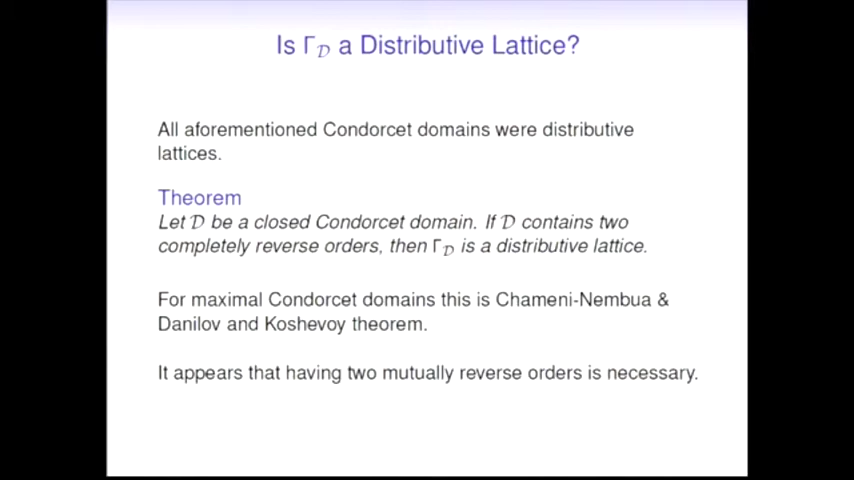 Is Γ𝒟 a Distributive Lattice?
All aforementioned Condorcet domains were distributive
lattices.
Theorem
Let 𝒟 be a closed Condorcet domain. If 𝒟 contains two
completely reverse orders, then Γ𝒟 is a distributive lattice.
For maximal Condorcet domains this is Chameni-Nembua &
Danilov and Koshevoy theorem.
It appears that having two mutually reverse orders is necessary.